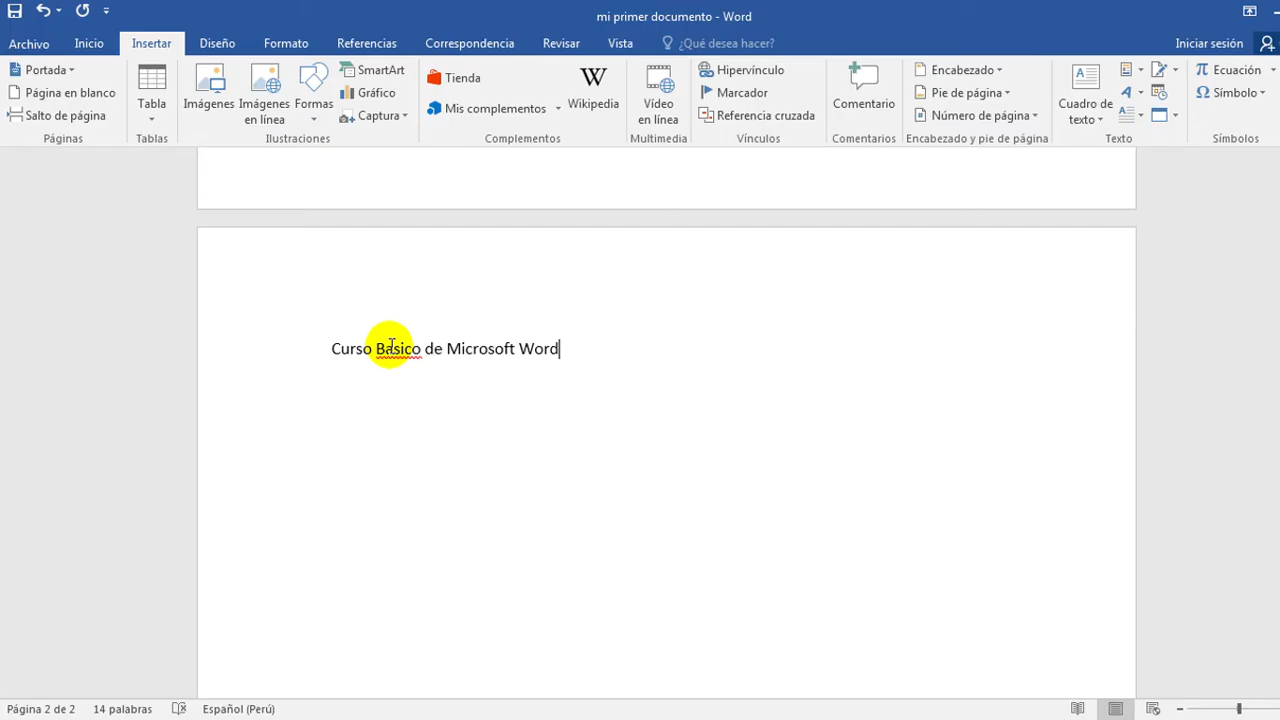 mi primer documento - Word
Archivo Inicio Insertar Diseño Formato Referencias Correspondencia Revisar Vista ¿Qué desea hacer? Iniciar sesión
Portada
Página en blanco
Salto de página
Páginas
Tabla
Tablas
Imágenes
Imágenes
en línea
Formas
SmartArt
Gráfico
Captura
Ilustraciones
Tienda
Mis complementos
W
Wikipedia
Complementos
Vídeo
en línea
Multimedia
Hipervínculo
Marcador
Referencia cruzada
Vínculos
Comentario
Comentarios
Encabezado
Pie de página
Número de página
Encabezado y pie de página
Cuadro de
texto
Texto
Ecuación
Símbolo
Símbolos
Curso Basico de Microsoft Word
Página 2 de 2 14 palabras Español (Perú)